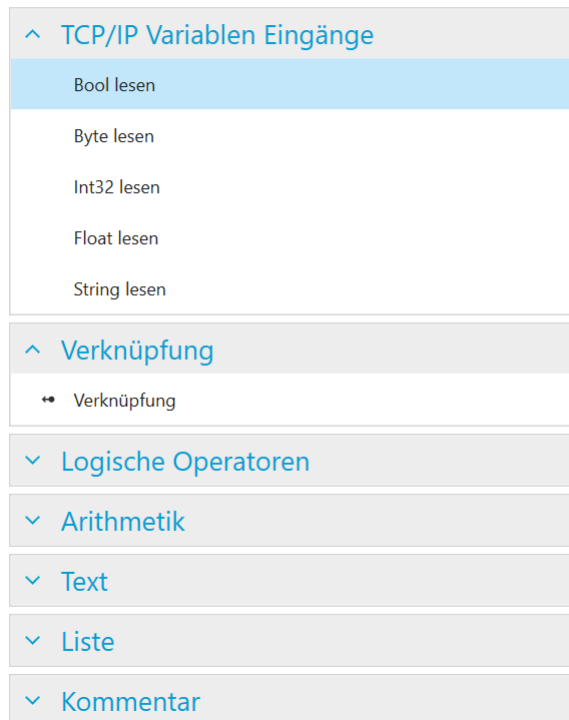 TCP/IP Variablen Eingänge
Bool lesen
Byte lesen
Int32 lesen
Float lesen
String lesen
Verknüpfung
Verknüpfung
Logische Operatoren
Arithmetik
Text
Liste
Kommentar